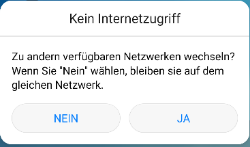 Kein Internetzugriff
Zu andern verfügbaren Netzwerken wechseln?
Wenn Sie "Nein" wählen, bleiben sie auf dem
gleichen Netzwerk.
NEIN
JA